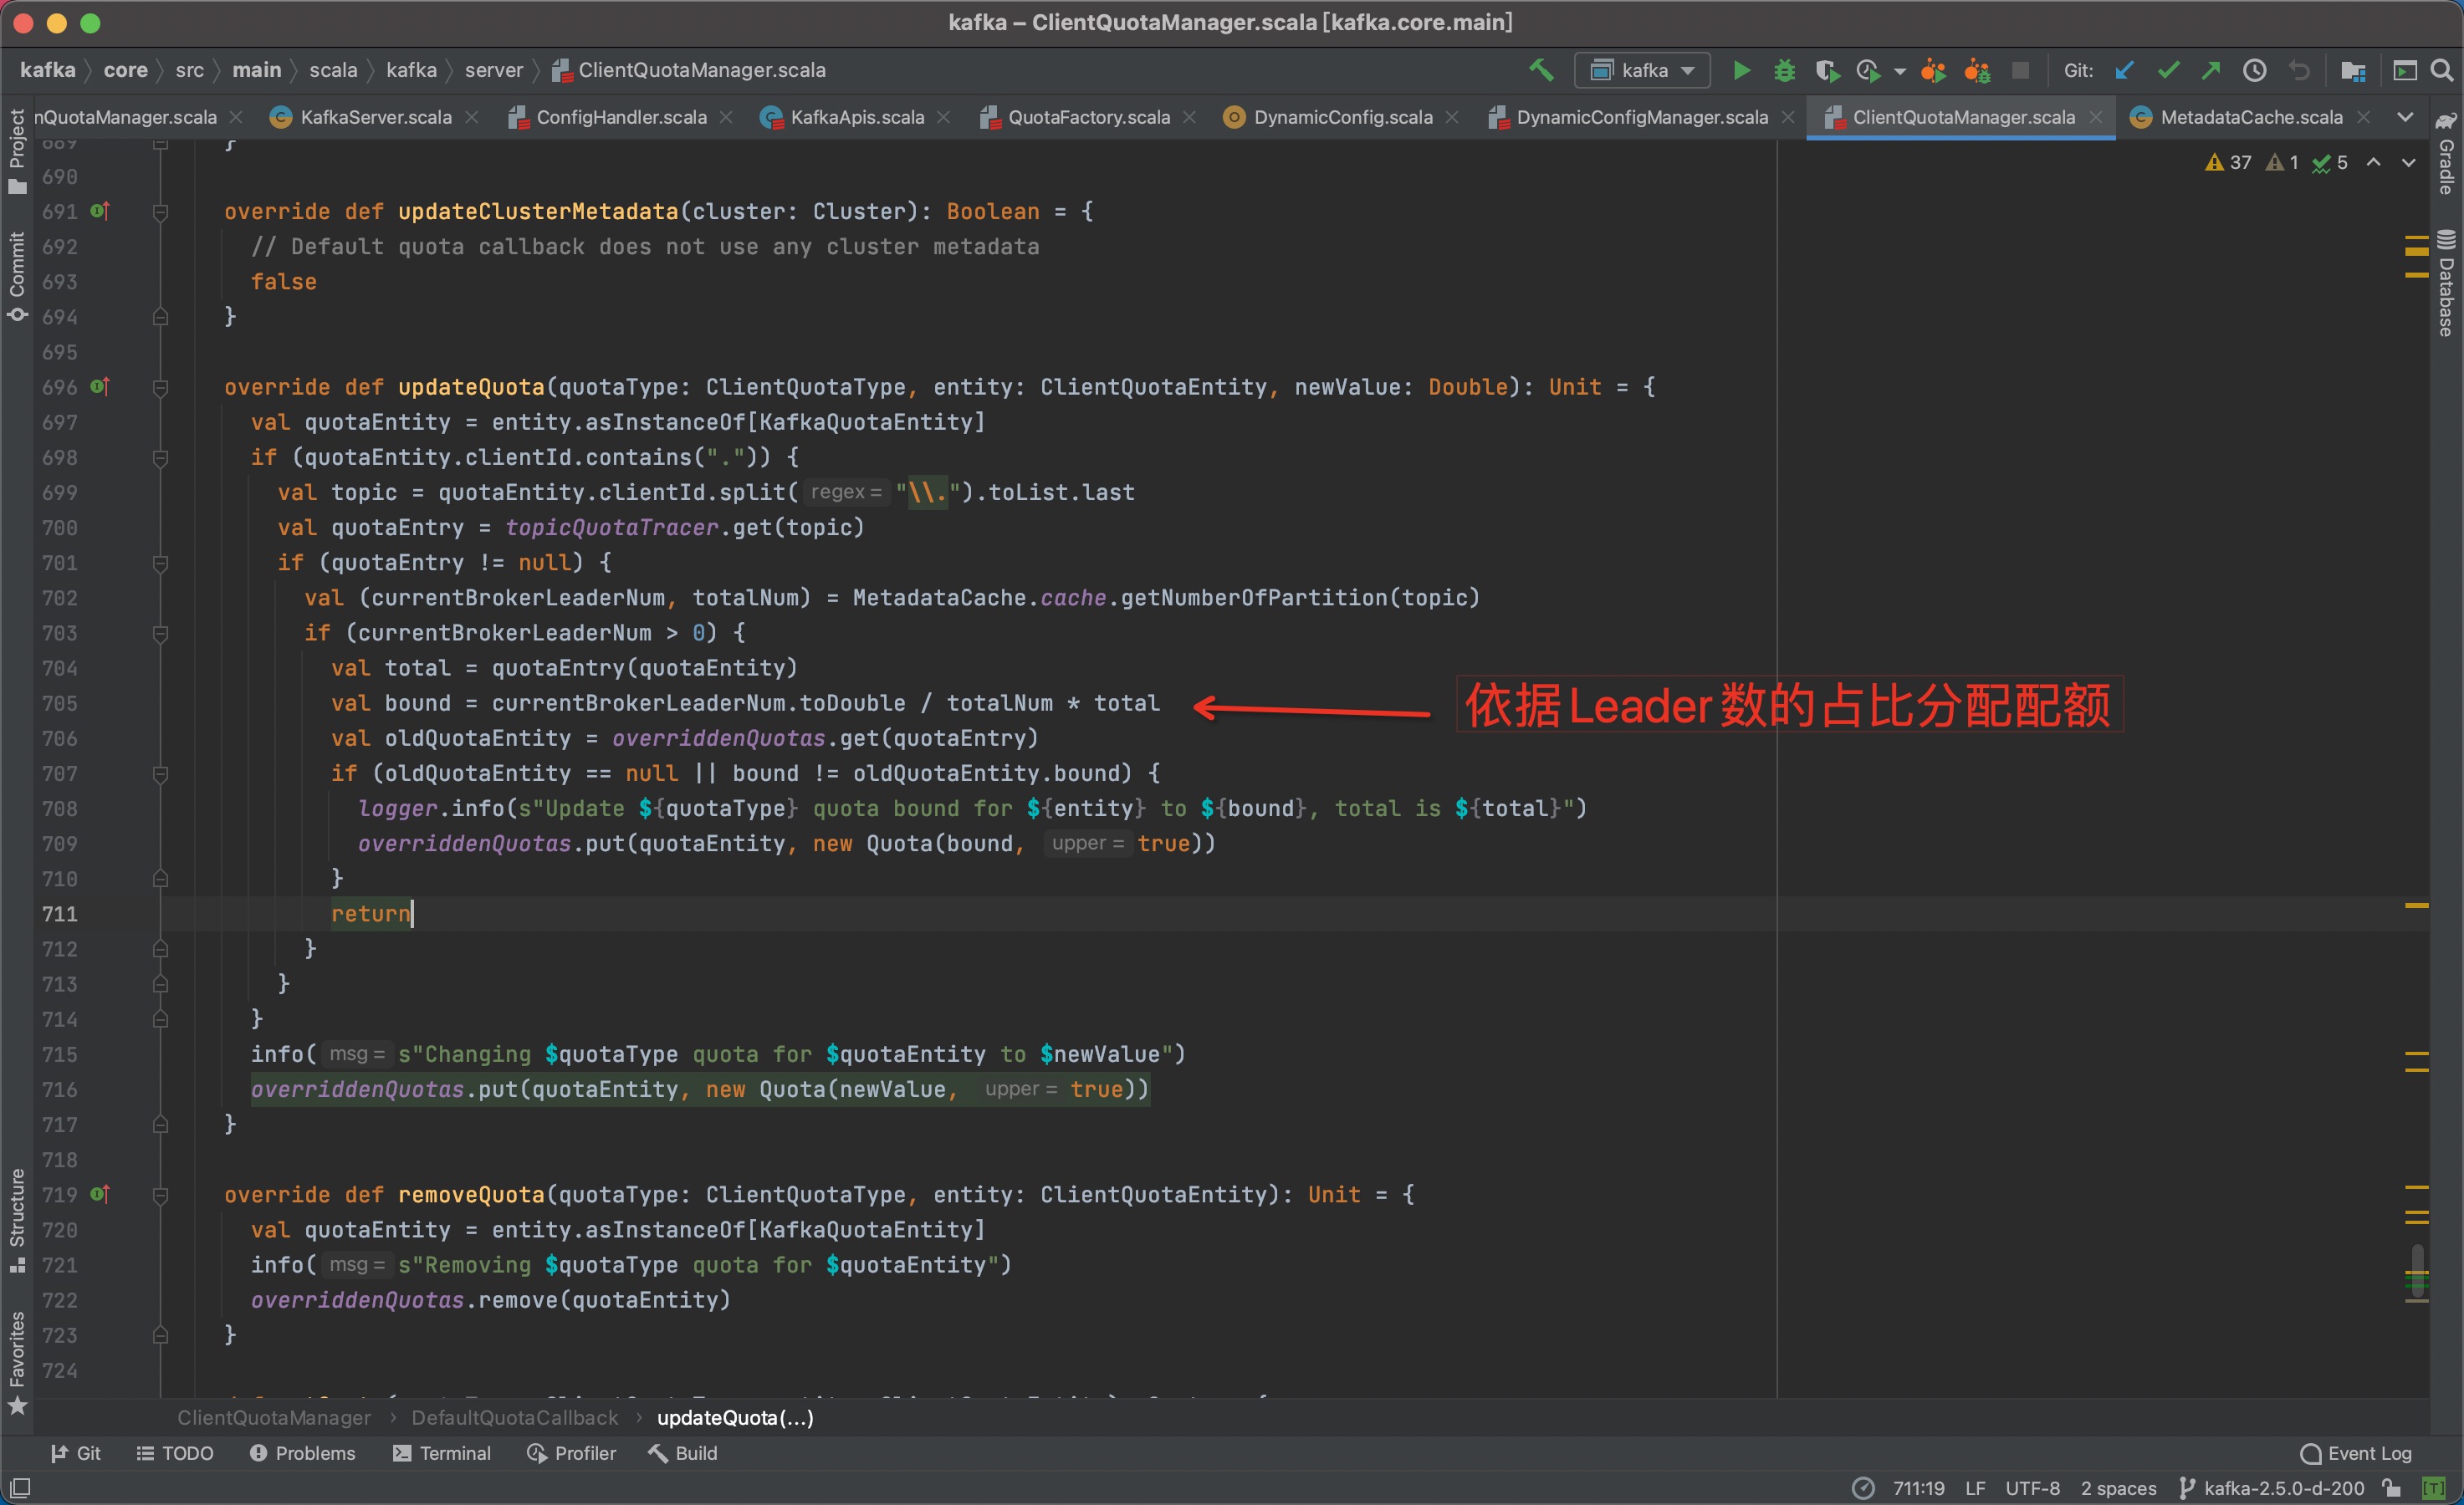 kafka – ClientQuotaManager.scala [kafka.core.main]
kafka core src main scala kafka server ClientQuotaManager.scala kafka Git:
nQuotaManager.scala KafkaServer.scala ConfigHandler.scala KafkaApis.scala QuotaFactory.scala DynamicConfig.scala DynamicConfigManager.scala ClientQuotaManager.scala MetadataCache.scala
Project
Commit
Structure
Favorites
Gradle
Database
37 1 5
689 }
690
691 override def updateClusterMetadata(cluster: Cluster): Boolean = {
692 // Default quota callback does not use any cluster metadata
693 false
694 }
695
696 override def updateQuota(quotaType: ClientQuotaType, entity: ClientQuotaEntity, newValue: Double): Unit = {
697 val quotaEntity = entity.asInstanceOf[KafkaQuotaEntity]
698 if (quotaEntity.clientId.contains(".")) {
699 val topic = quotaEntity.clientId.split( regex = "\\.").toList.last
700 val quotaEntry = topicQuotaTracer.get(topic)
701 if (quotaEntry != null) {
702 val (currentBrokerLeaderNum, totalNum) = MetadataCache.cache.getNumberOfPartition(topic)
703 if (currentBrokerLeaderNum > 0) {
704 val total = quotaEntry(quotaEntity)
705 val bound = currentBrokerLeaderNum.toDouble / totalNum * total
依据Leader数的占比分配配额
706 val oldQuotaEntity = overriddenQuotas.get(quotaEntry)
707 if (oldQuotaEntity == null || bound != oldQuotaEntity.bound) {
708 logger.info(s"Update ${quotaType} quota bound for ${entity} to ${bound}, total is ${total}")
709 overriddenQuotas.put(quotaEntity, new Quota(bound, upper = true))
710 }
711 return
712 }
713 }
714 }
715 info( msg = s"Changing $quotaType quota for $quotaEntity to $newValue")
716 overriddenQuotas.put(quotaEntity, new Quota(newValue, upper = true))
717 }
718
719 override def removeQuota(quotaType: ClientQuotaType, entity: ClientQuotaEntity): Unit = {
720 val quotaEntity = entity.asInstanceOf[KafkaQuotaEntity]
721 info( msg = s"Removing $quotaType quota for $quotaEntity")
722 overriddenQuotas.remove(quotaEntity)
723 }
724
ClientQuotaManager › DefaultQuotaCallback › updateQuota(...)
Git TODO Problems Terminal Profiler Build Event Log
711:19 LF UTF-8 2 spaces kafka-2.5.0-d-200 [T]